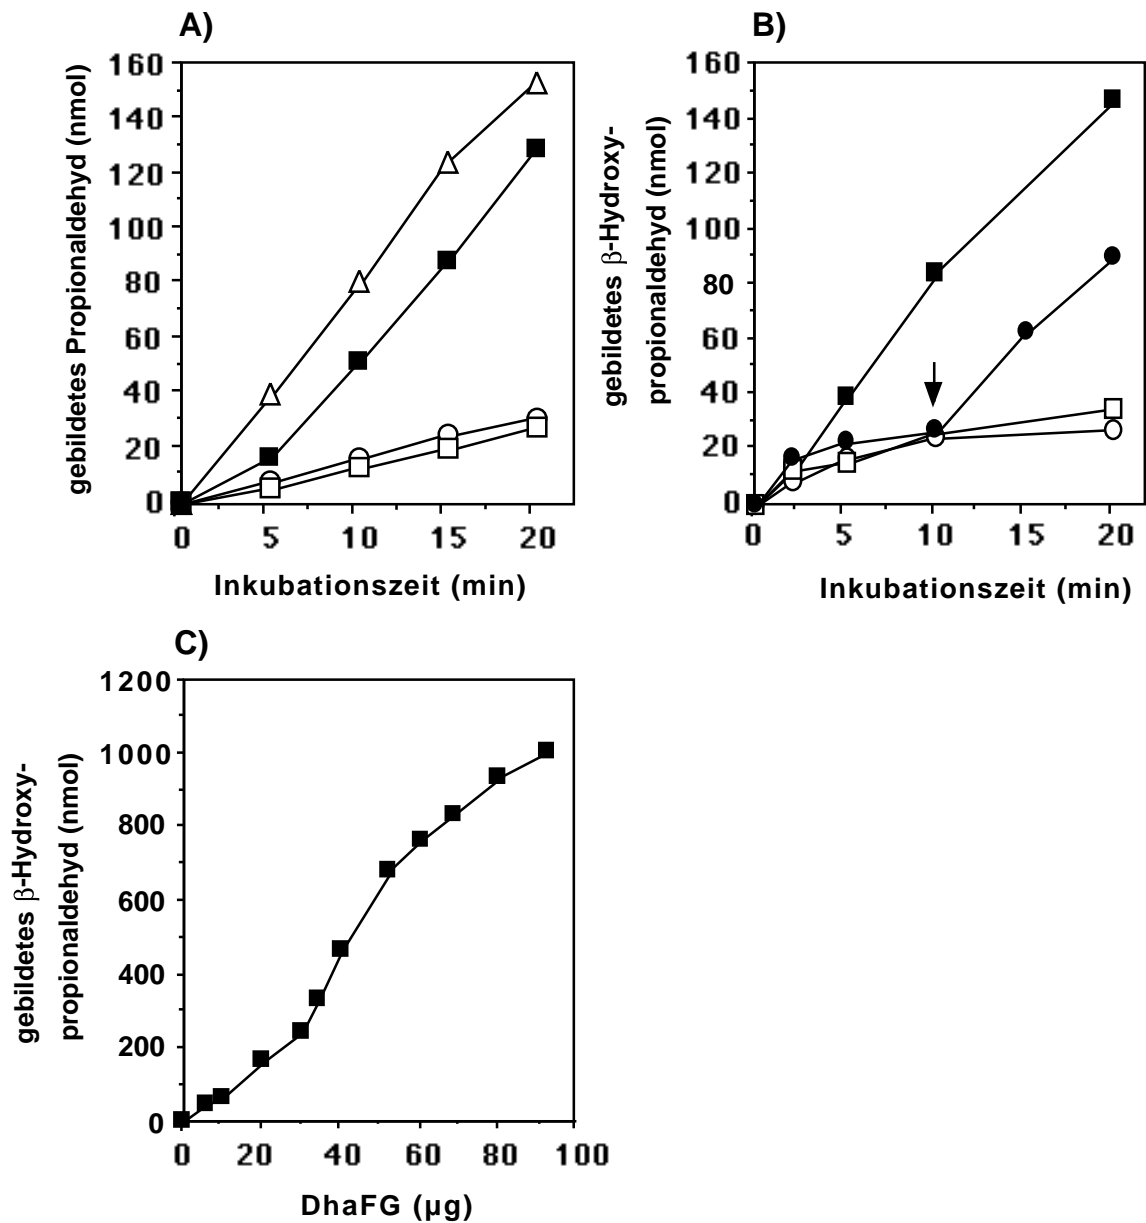 A)
gebildetes Propionaldehyd (nmol)
160
140
120
100
80
60
40
20
0
0 5 10 15 20
Inkubationszeit (min)
B)
gebildetes β-Hydroxy-
propionaldehyd (nmol)
160
140
120
100
80
60
40
20
0
0 5 10 15 20
Inkubationszeit (min)
C)
gebildetes β-Hydroxy-
propionaldehyd (nmol)
1200
1000
800
600
400
200
0
0 20 40 60 80 100
DhaFG (µg)